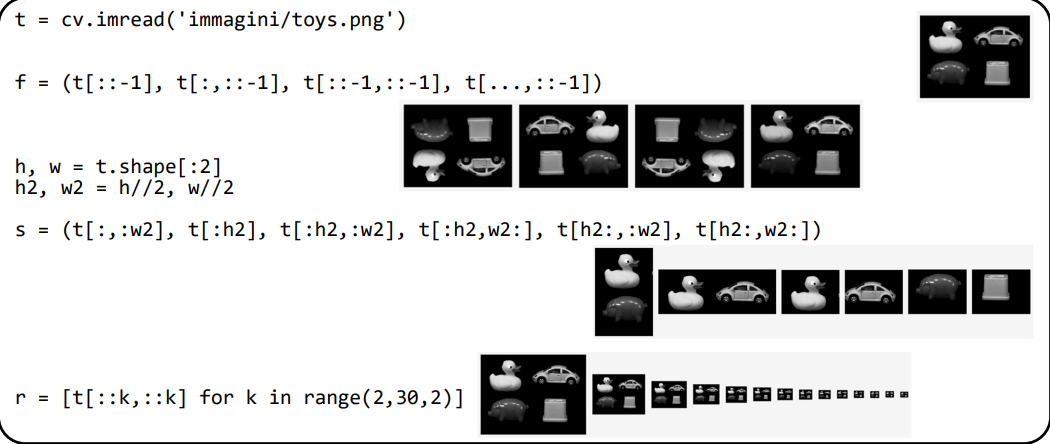 t = cv.imread('immagini/toys.png')
f = (t[::-1], t[:,::-1], t[::-1,::-1], t[...,::-1])
h, w = t.shape[:2]
h2, w2 = h//2, w//2
s = (t[:,:w2], t[:h2], t[:h2,:w2], t[:h2,w2:], t[h2:,:w2], t[h2:,w2:])
r = [t[::k,::k] for k in range(2,30,2)]